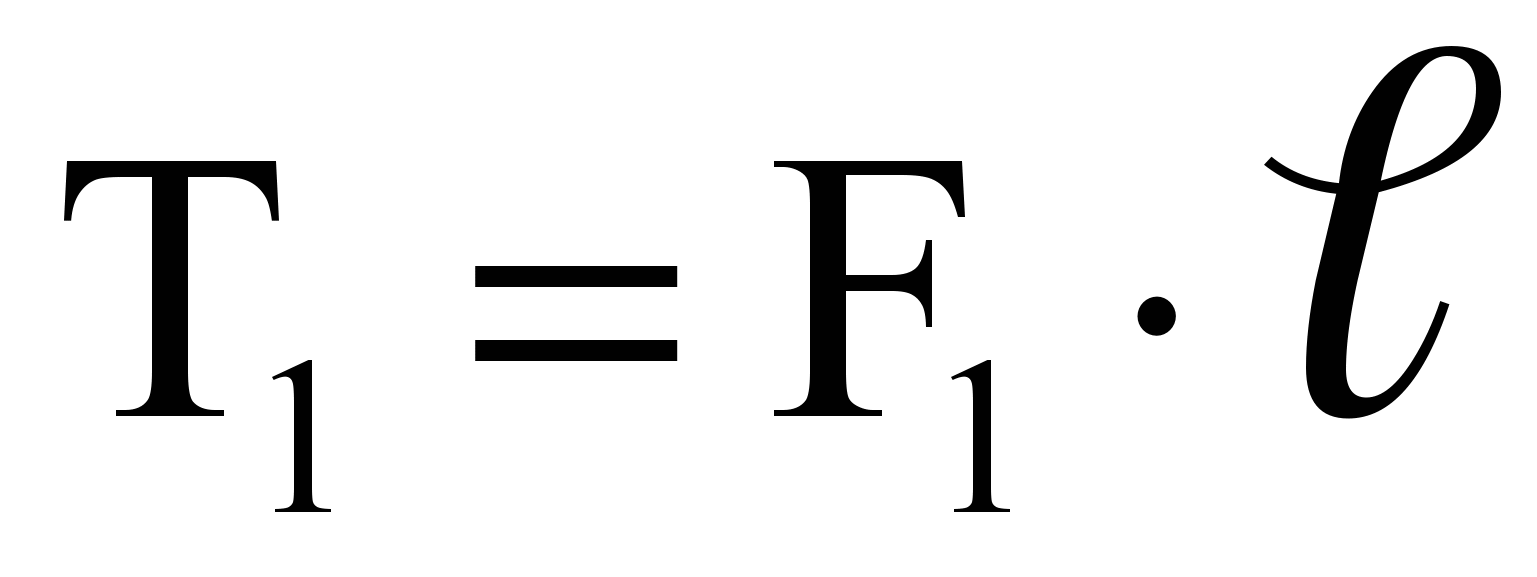 T₁ = F₁ · ℓ